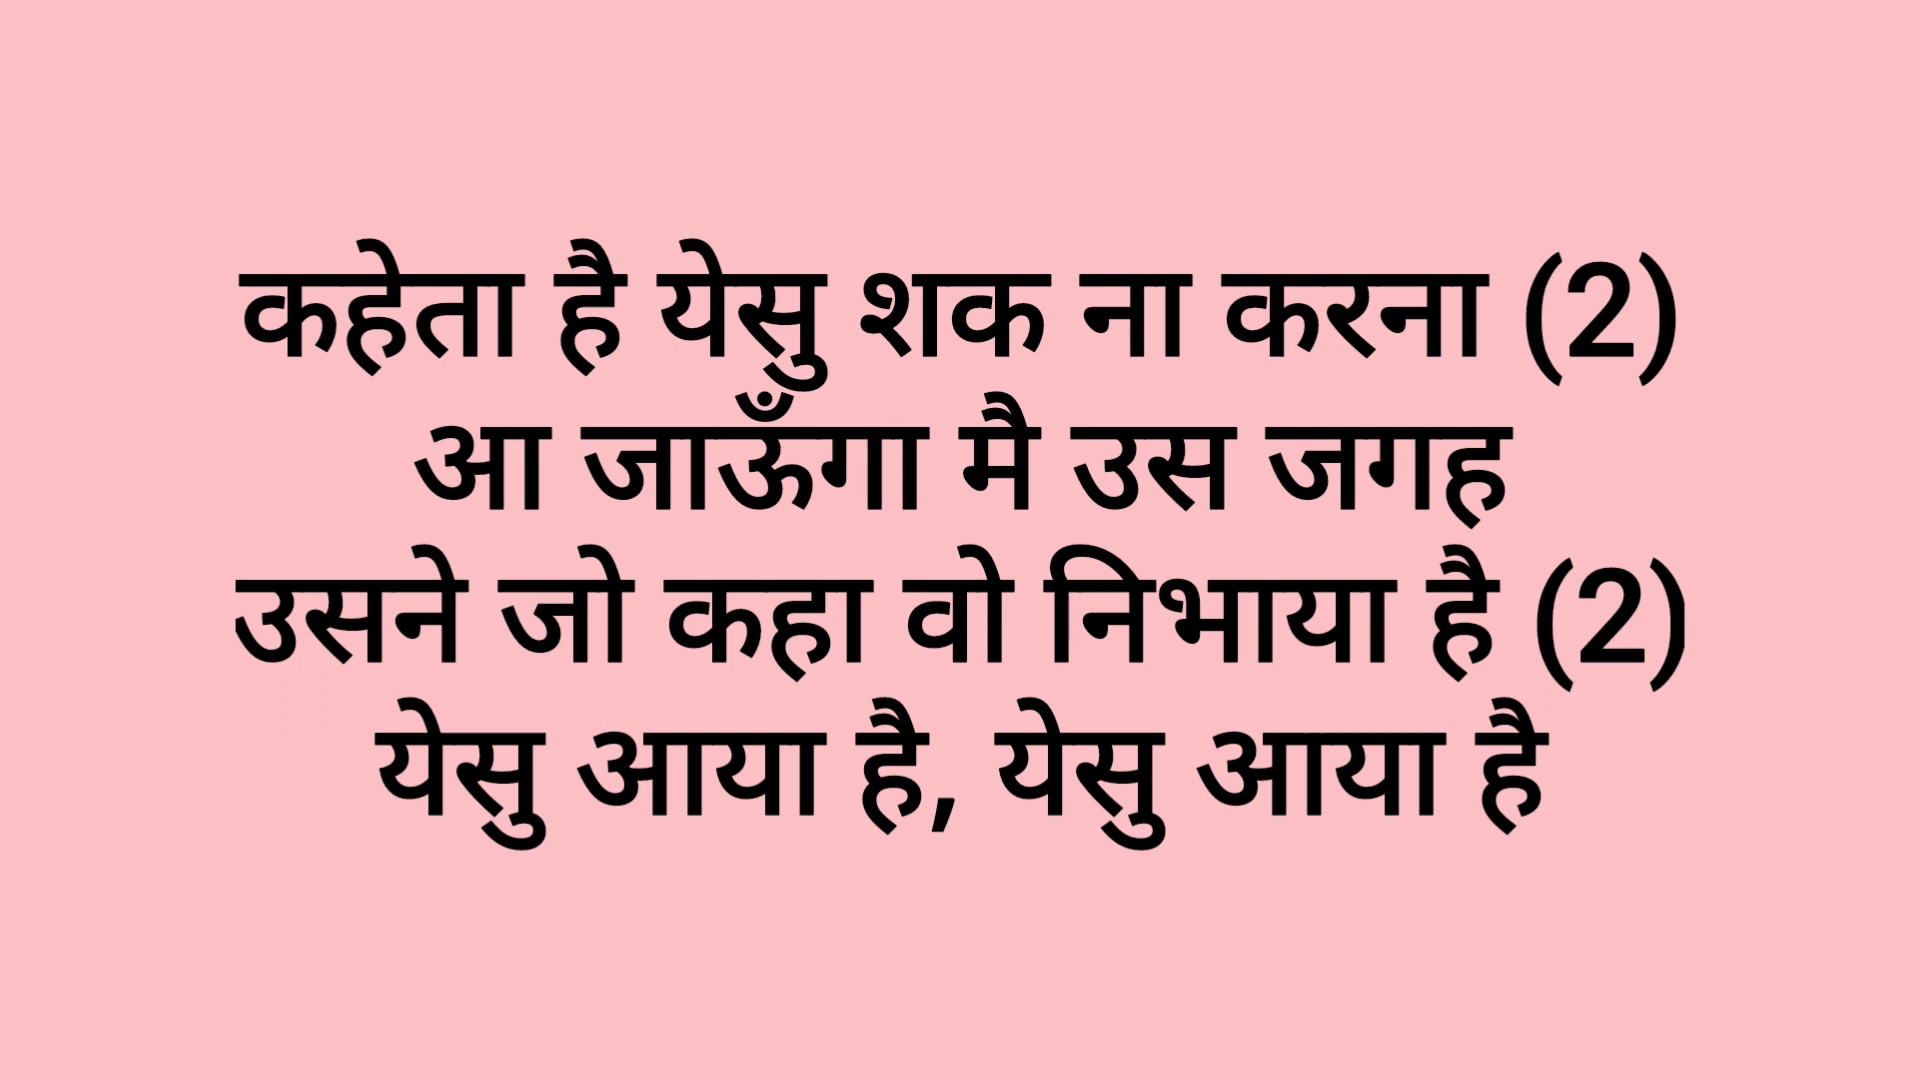 कहेता है येसु शक ना करना (2)
आ जाऊँगा मै उस जगह
उसने जो कहा वो निभाया है (2)
येसु आया है, येसु आया है